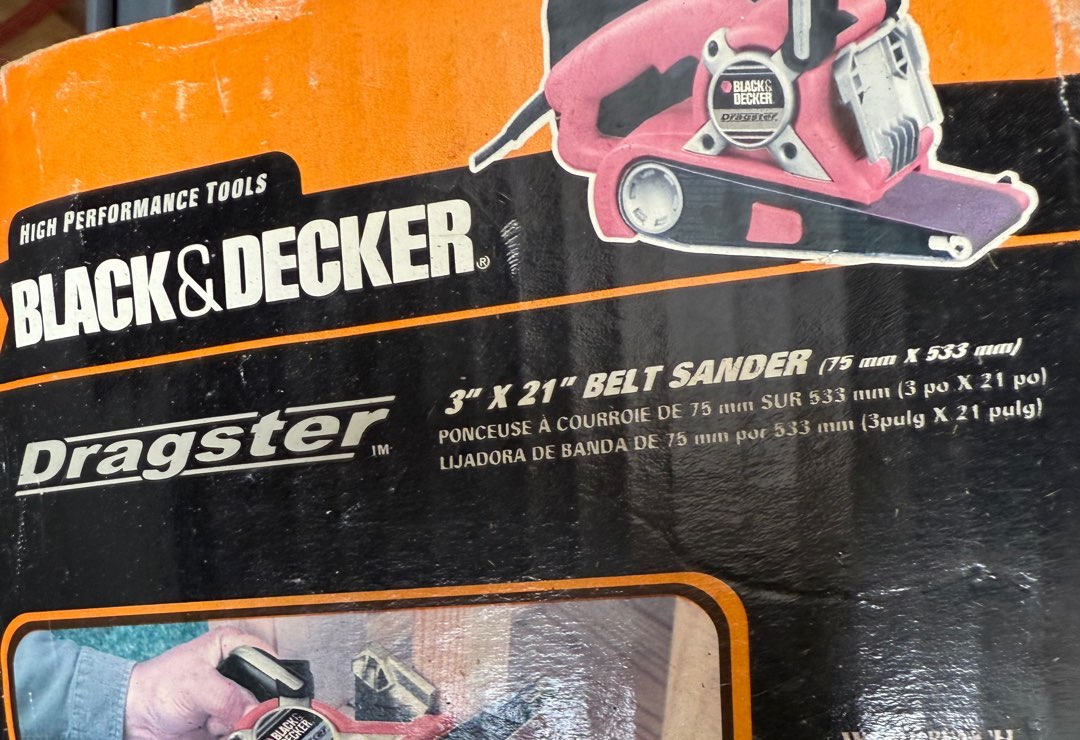 BLACK&
DECKER
Dragster
HIGH PERFORMANCE TOOLS
BLACK&DECKER®
Dragster™
3" X 21" BELT SANDER (75 mm X 533 mm)
PONCEUSE À COURROIE DE 75 mm SUR 533 mm (3 po X 21 po)
LIJADORA DE BANDA DE 75 mm por 533 mm (3pulg X 21 pulg)
BLACK&
DECKER